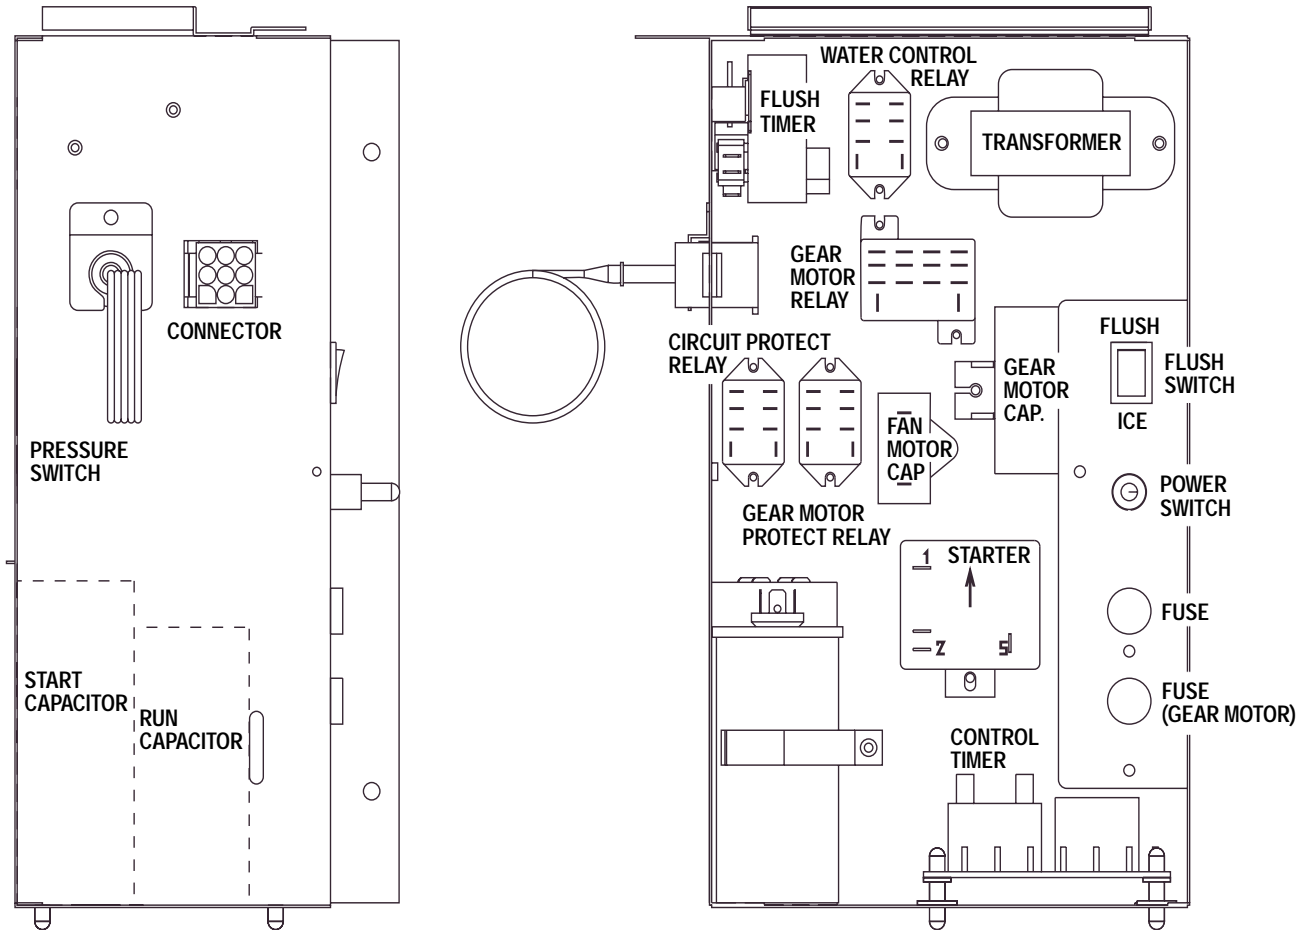 WATER CONTROL
RELAY
FLUSH
TIMER
TRANSFORMER
CONNECTOR
GEAR
MOTOR
RELAY
CIRCUIT PROTECT
RELAY
FLUSH
FLUSH
SWITCH
ICE
GEAR
MOTOR
CAP.
FAN
MOTOR
CAP
PRESSURE
SWITCH
POWER
SWITCH
GEAR MOTOR
PROTECT RELAY
1 STARTER
2 5
FUSE
START
CAPACITOR
RUN
CAPACITOR
FUSE
(GEAR MOTOR)
CONTROL
TIMER